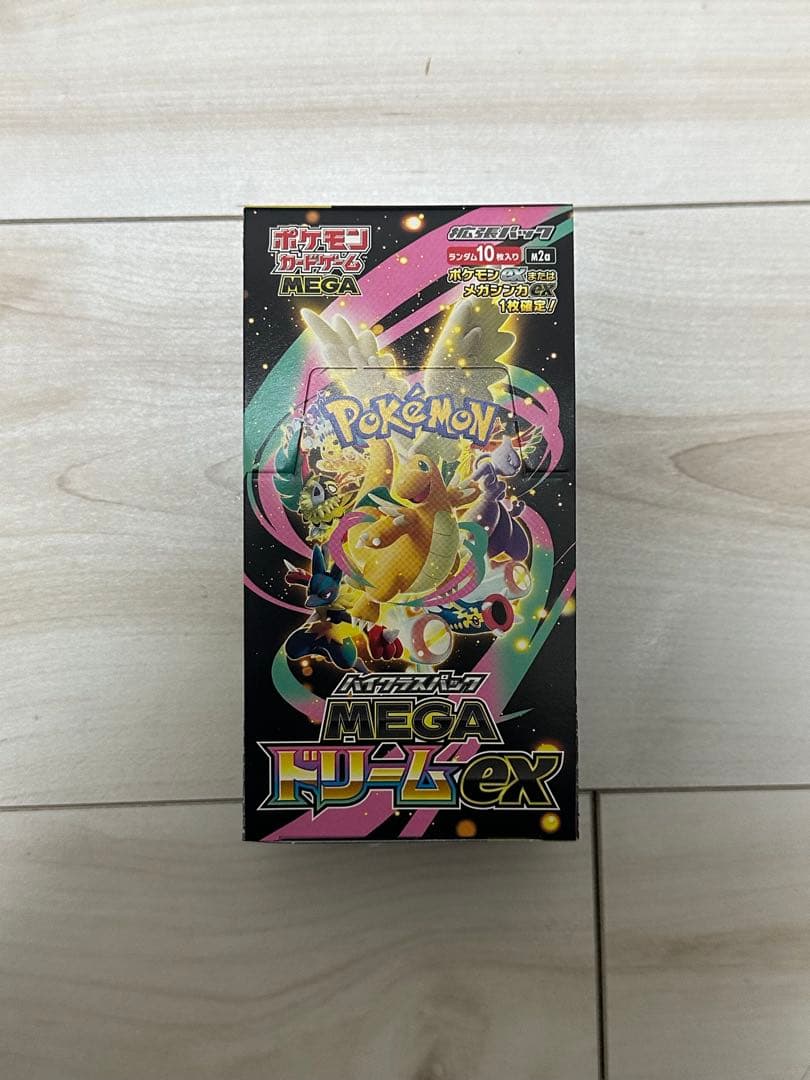 ポケモン
カードゲーム
MEGA
拡張パック
ランダム10枚入り
M2a
ポケモンexまたは
メガシンカex
1枚確定!
POKéMON
ハイクラスパック
MEGA
ドリームex